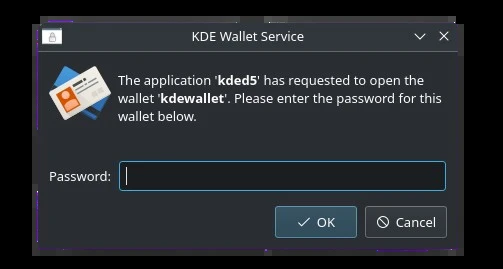 KDE Wallet Service
The application 'kded5' has requested to open the
wallet 'kdewallet'. Please enter the password for this
wallet below.
Password:
OK
Cancel